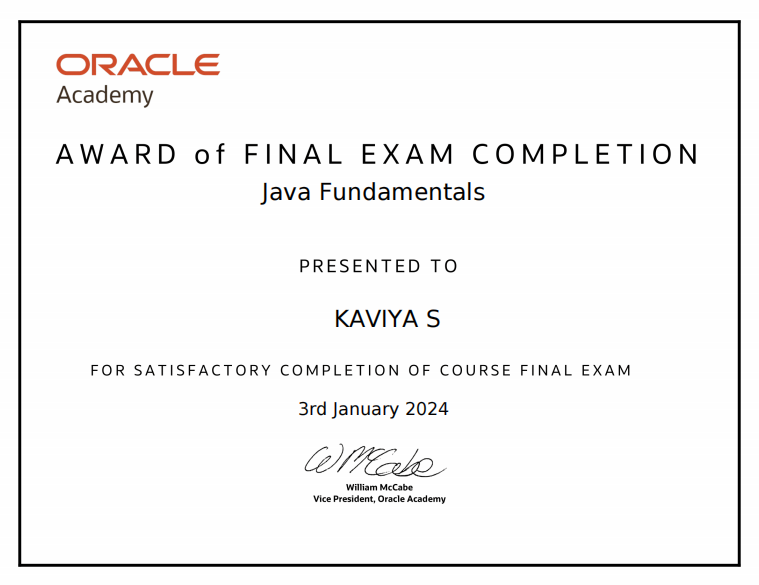 ORACLE
Academy
AWARD of FINAL EXAM COMPLETION
Java Fundamentals
PRESENTED TO
KAVIYA S
FOR SATISFACTORY COMPLETION OF COURSE FINAL EXAM
3rd January 2024
W McCabe
William McCabe
Vice President, Oracle Academy